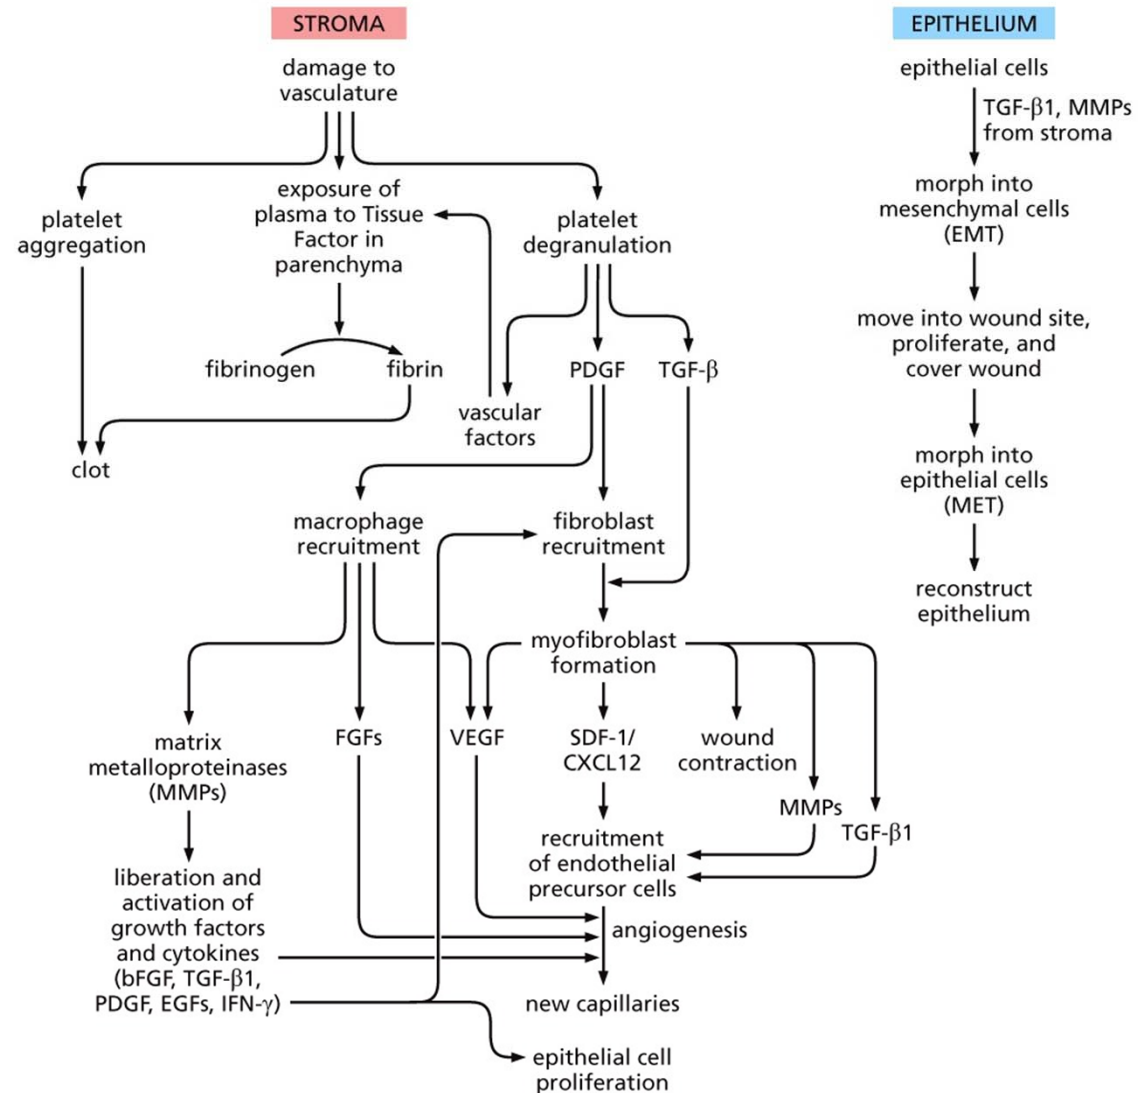 STROMA
damage to
vasculature
platelet
aggregation
exposure of
plasma to Tissue
Factor in
parenchyma
platelet
degranulation
fibrinogen
fibrin
vascular
factors
PDGF
TGF-β
clot
macrophage
recruitment
fibroblast
recruitment
myofibroblast
formation
matrix
metalloproteinases
(MMPs)
FGFs
VEGF
SDF-1/
CXCL12
wound
contraction
MMPs
TGF-β1
recruitment
of endothelial
precursor cells
liberation and
activation of
growth factors
and cytokines
(bFGF, TGF-β1,
PDGF, EGFs, IFN-γ)
angiogenesis
new capillaries
epithelial cell
proliferation
EPITHELIUM
epithelial cells
TGF-β1, MMPs
from stroma
morph into
mesenchymal cells
(EMT)
move into wound site,
proliferate, and
cover wound
morph into
epithelial cells
(MET)
reconstruct
epithelium